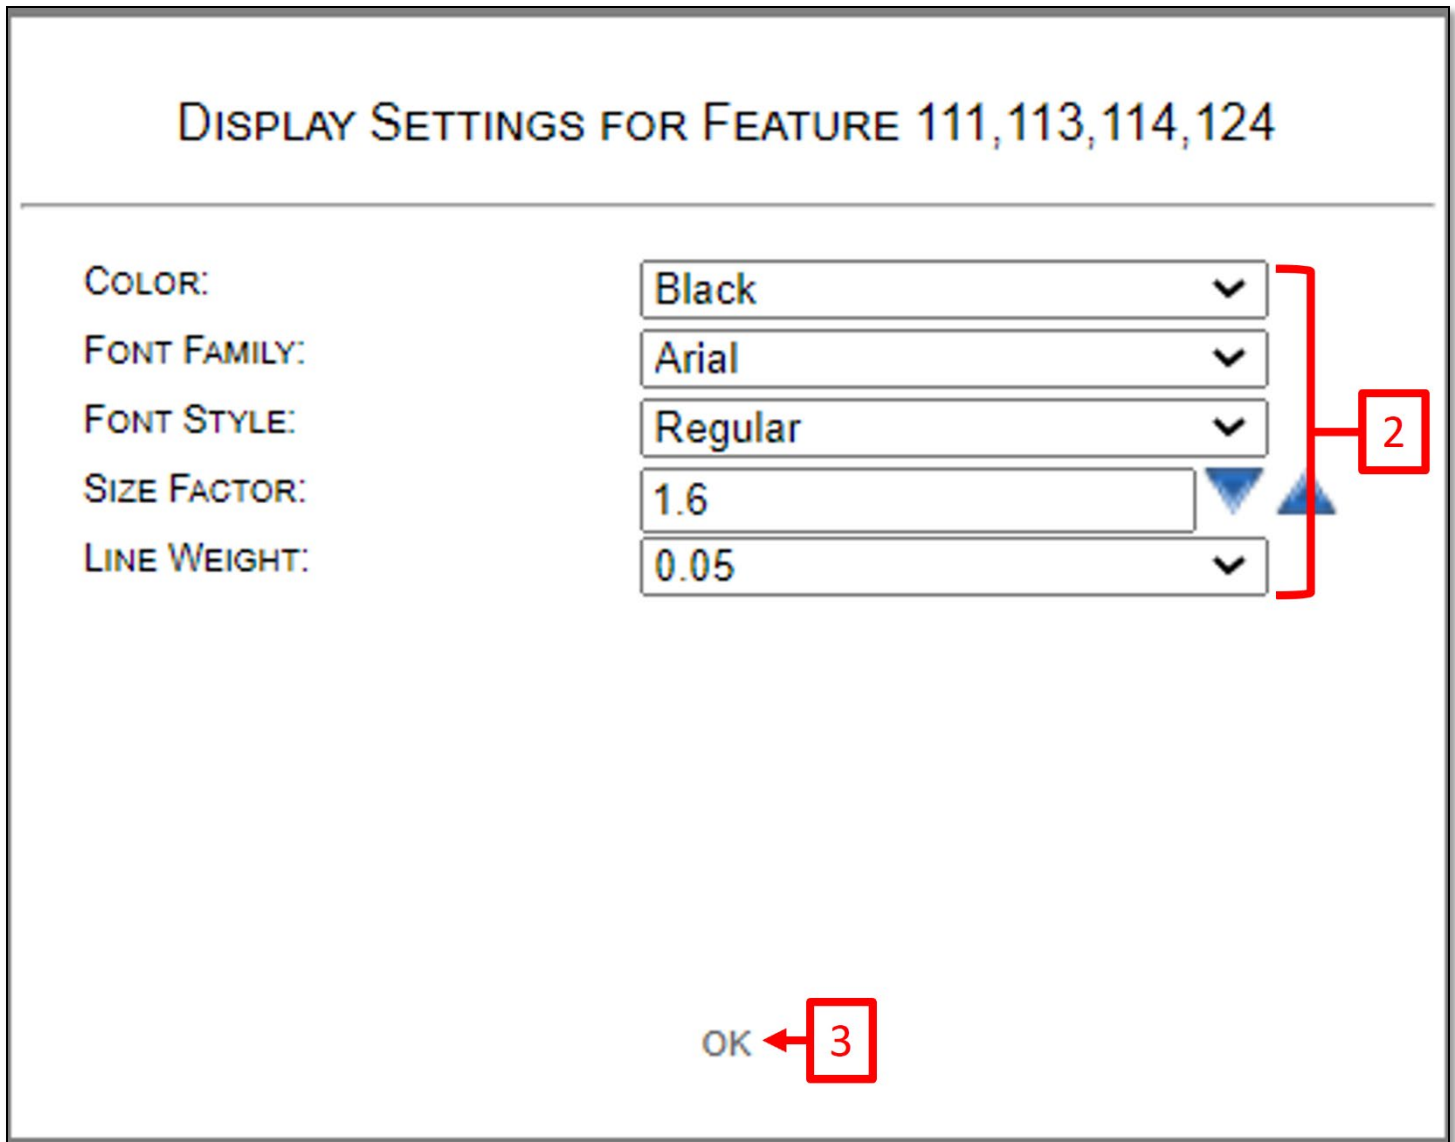 DISPLAY SETTINGS FOR FEATURE 111,113,114,124
COLOR: Black
FONT FAMILY: Arial
FONT STYLE: Regular
2
SIZE FACTOR: 1.6
LINE WEIGHT: 0.05
OK 3